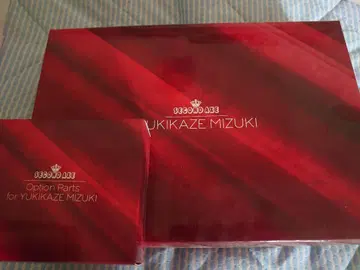 SECOND AXE
YUKIKAZE MIZUKI
SECOND AXE
Option Parts
for YUKIKAZE MIZUKI